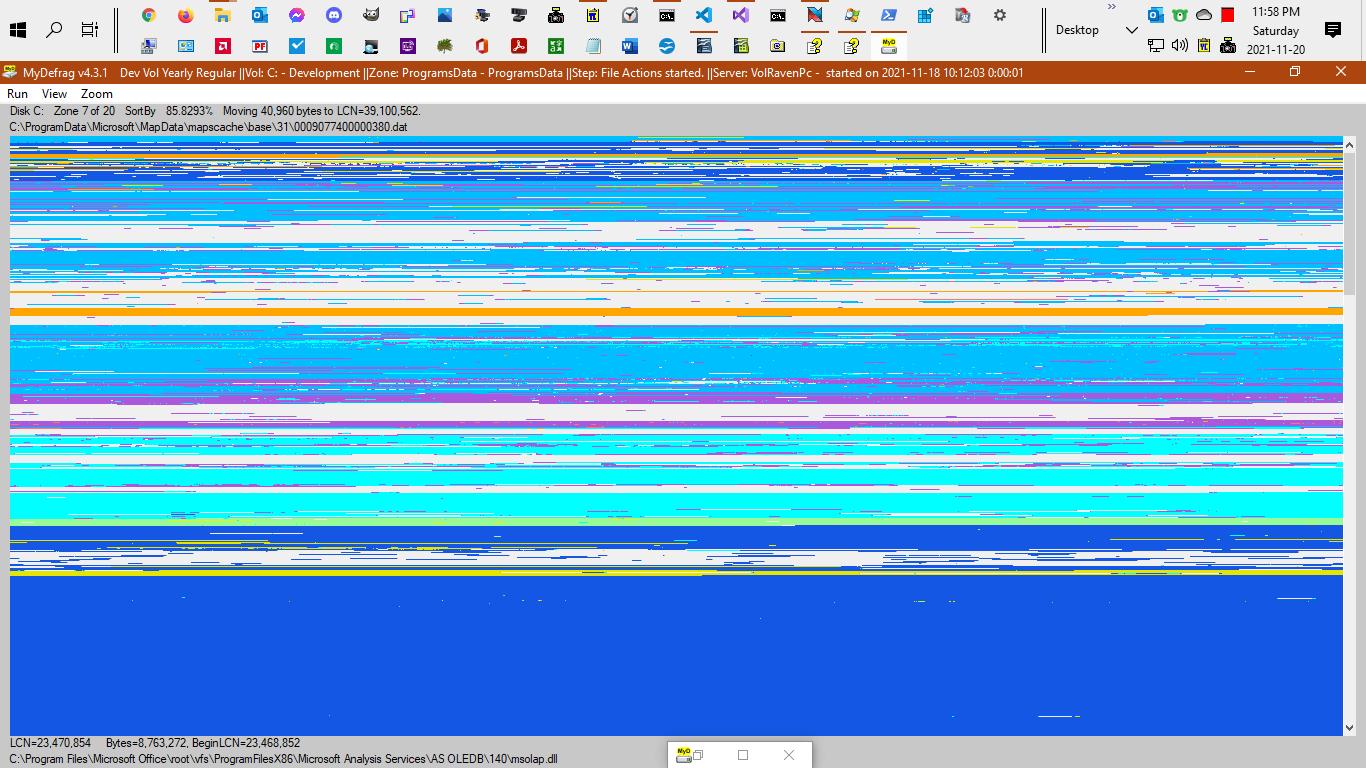 11:58 PM
Desktop
Saturday
2021-11-20
MyDefrag v4.3.1 Dev Vol Yearly Regular ||Vol: C: - Development ||Zone: ProgramsData - ProgramsData ||Step: File Actions started. ||Server: VolRavenPc - started on 2021-11-18 10:12:03 0:00:01
Run View Zoom
Disk C: Zone 7 of 20 SortBy 85.8293% Moving 40,960 bytes to LCN=39,100,562.
C:\ProgramData\Microsoft\MapData\mapscache\base\31\0009077400000380.dat
LCN=23,470,854 Bytes=8,763,272, BeginLCN=23,468,852
C:\Program Files\Microsoft Office\root\vfs\ProgramFilesX86\Microsoft Analysis Services\AS OLEDB\140\msolap.dll